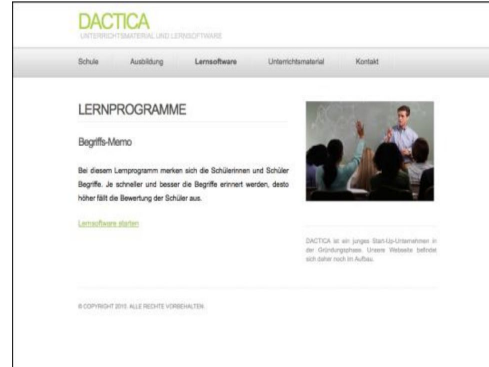 DACTICA
UNTERRICHTSMATERIAL UND LERNSOFTWARE
Schule Ausbildung Lernsoftware Unterrichtsmaterial Kontakt
LERNPROGRAMME
Begriffs-Memo
Bei diesem Lernprogramm merken sich die Schülerinnen und Schüler
Begriffe. Je schneller und besser die Begriffe erinnert werden, desto
höher fällt die Bewertung der Schüler aus.
Lernsoftware starten
DACTICA ist ein junges Start-Up-Unternehmen in
der Gründungsphase. Unsere Webseite befindet
sich daher noch im Aufbau.
© COPYRIGHT 2010. ALLE RECHTE VORBEHALTEN